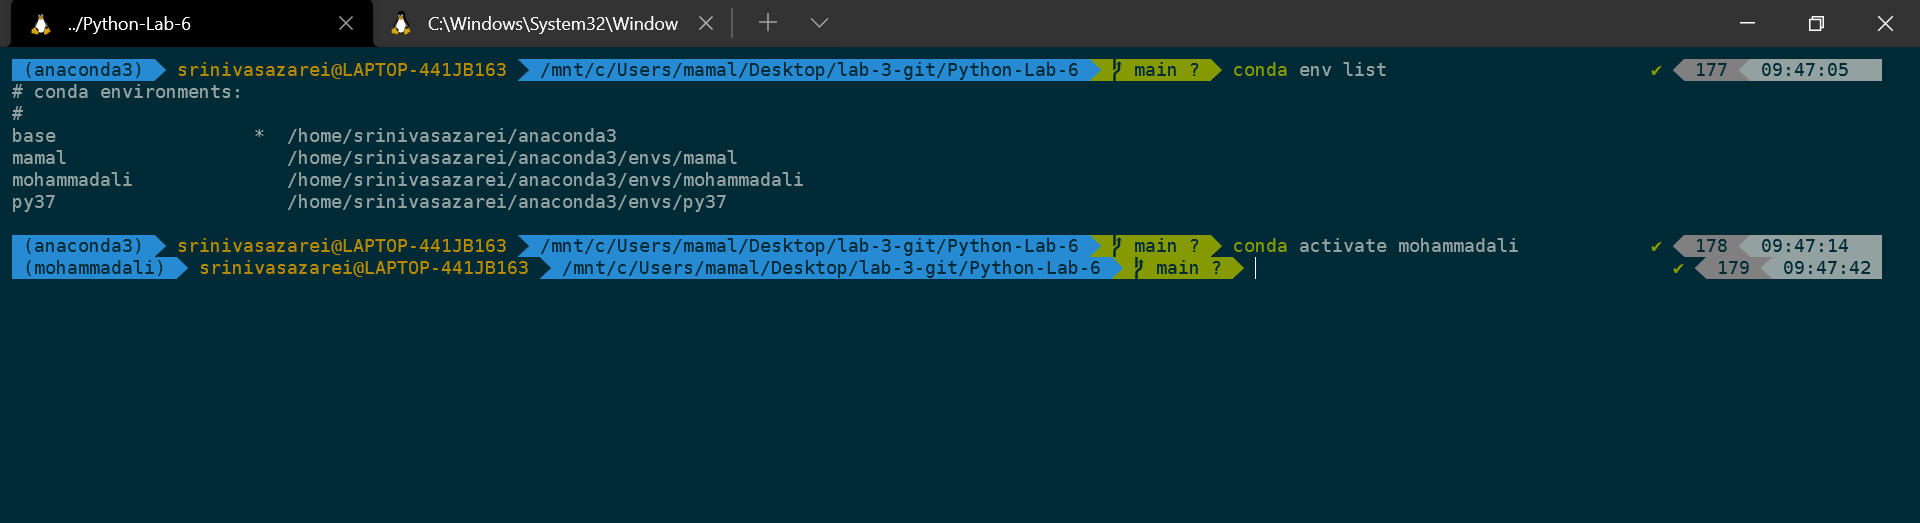 ../Python-Lab-6 C:\Windows\System32\Window
(anaconda3) srinivasazarei@LAPTOP-441JB163 /mnt/c/Users/mamal/Desktop/lab-3-git/Python-Lab-6 main ? conda env list ✔ 177 09:47:05
# conda environments:
#
base * /home/srinivasazarei/anaconda3
mamal /home/srinivasazarei/anaconda3/envs/mamal
mohammadali /home/srinivasazarei/anaconda3/envs/mohammadali
py37 /home/srinivasazarei/anaconda3/envs/py37
(anaconda3) srinivasazarei@LAPTOP-441JB163 /mnt/c/Users/mamal/Desktop/lab-3-git/Python-Lab-6 main ? conda activate mohammadali ✔ 178 09:47:14
(mohammadali) srinivasazarei@LAPTOP-441JB163 /mnt/c/Users/mamal/Desktop/lab-3-git/Python-Lab-6 main ? ✔ 179 09:47:42